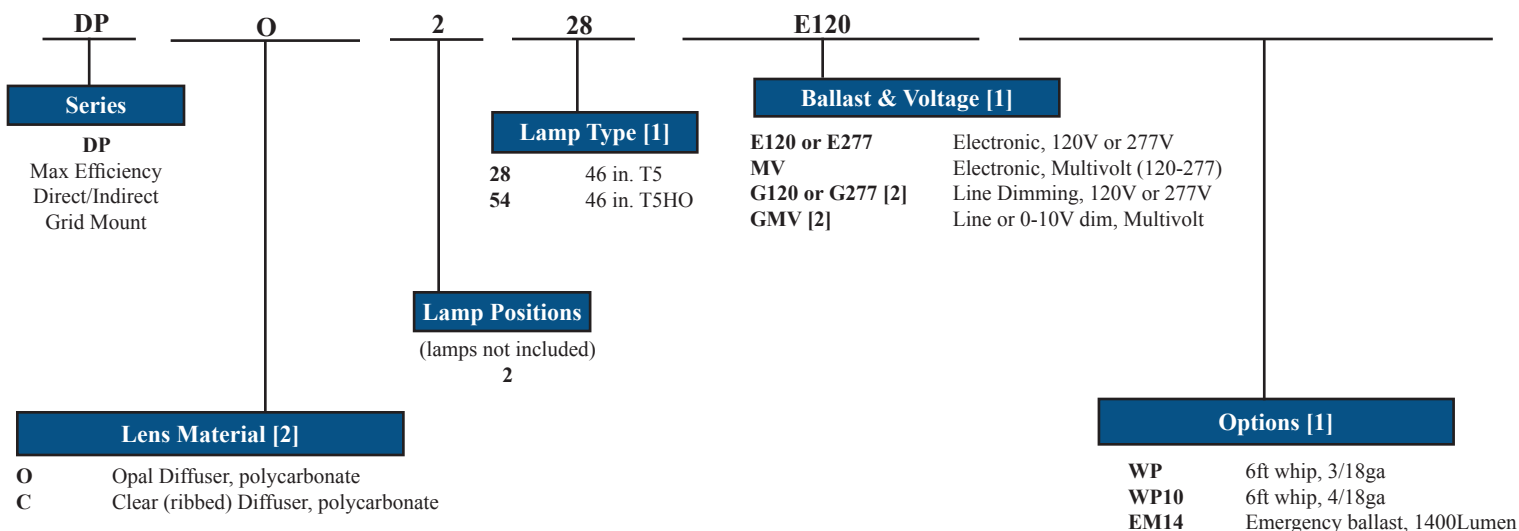 DP O 2 28 E120
Series
DP
Max Efficiency
Direct/Indirect
Grid Mount
Lamp Type [1]
28 46 in. T5
54 46 in. T5HO
Ballast & Voltage [1]
E120 or E277 Electronic, 120V or 277V
MV Electronic, Multivolt (120-277)
G120 or G277 [2] Line Dimming, 120V or 277V
GMV [2] Line or 0-10V dim, Multivolt
Lamp Positions
(lamps not included)
2
Lens Material [2]
O Opal Diffuser, polycarbonate
C Clear (ribbed) Diffuser, polycarbonate
Options [1]
WP 6ft whip, 3/18ga
WP10 6ft whip, 4/18ga
EM14 Emergency ballast, 1400Lumen